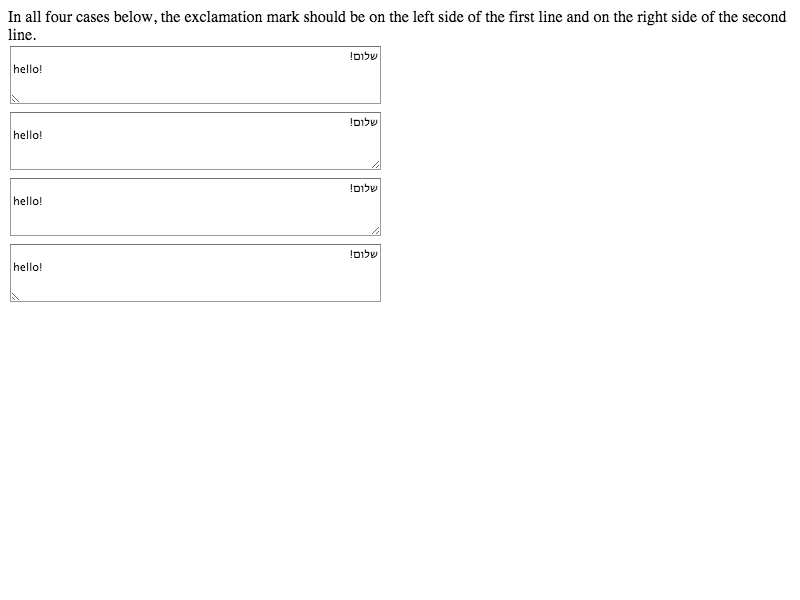 In all four cases below, the exclamation mark should be on the left side of the first line and on the right side of the second
line.
שלום!
hello!
שלום!
hello!
שלום!
hello!
שלום!
hello!